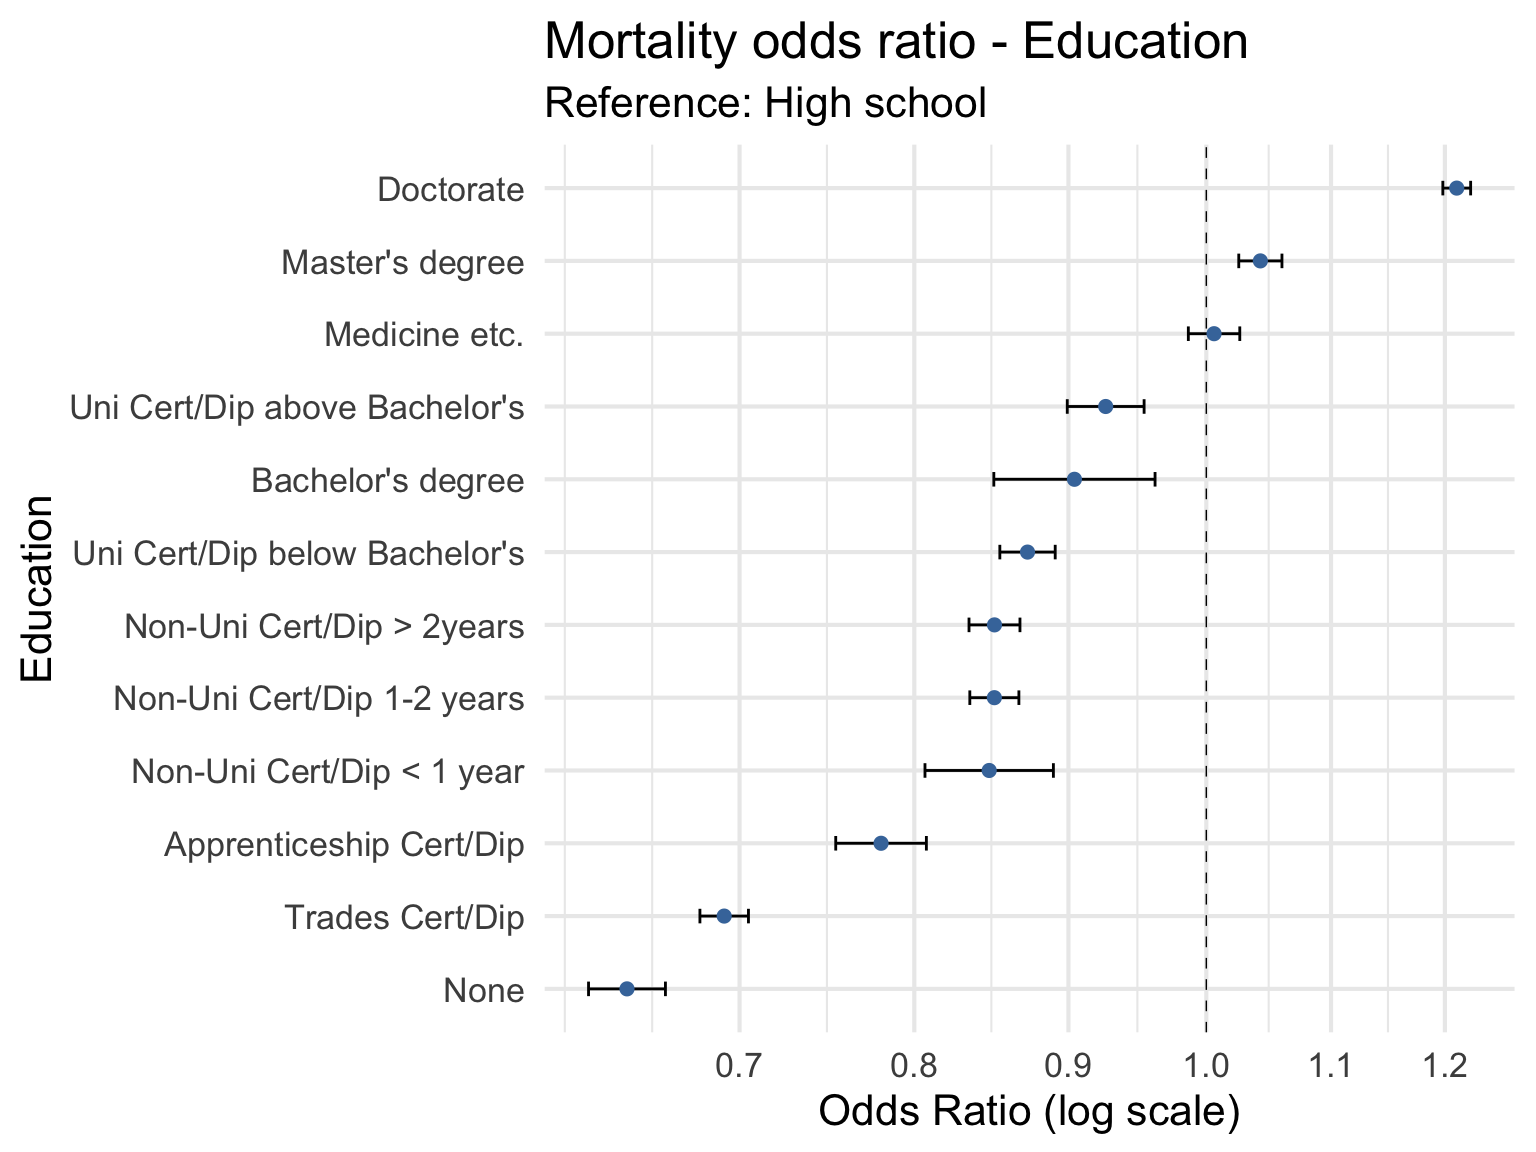 Mortality odds ratio - Education
Reference: High school
Education
Doctorate
Master's degree
Medicine etc.
Uni Cert/Dip above Bachelor's
Bachelor's degree
Uni Cert/Dip below Bachelor's
Non-Uni Cert/Dip > 2years
Non-Uni Cert/Dip 1-2 years
Non-Uni Cert/Dip < 1 year
Apprenticeship Cert/Dip
Trades Cert/Dip
None
0.7 0.8 0.9 1.0 1.1 1.2
Odds Ratio (log scale)